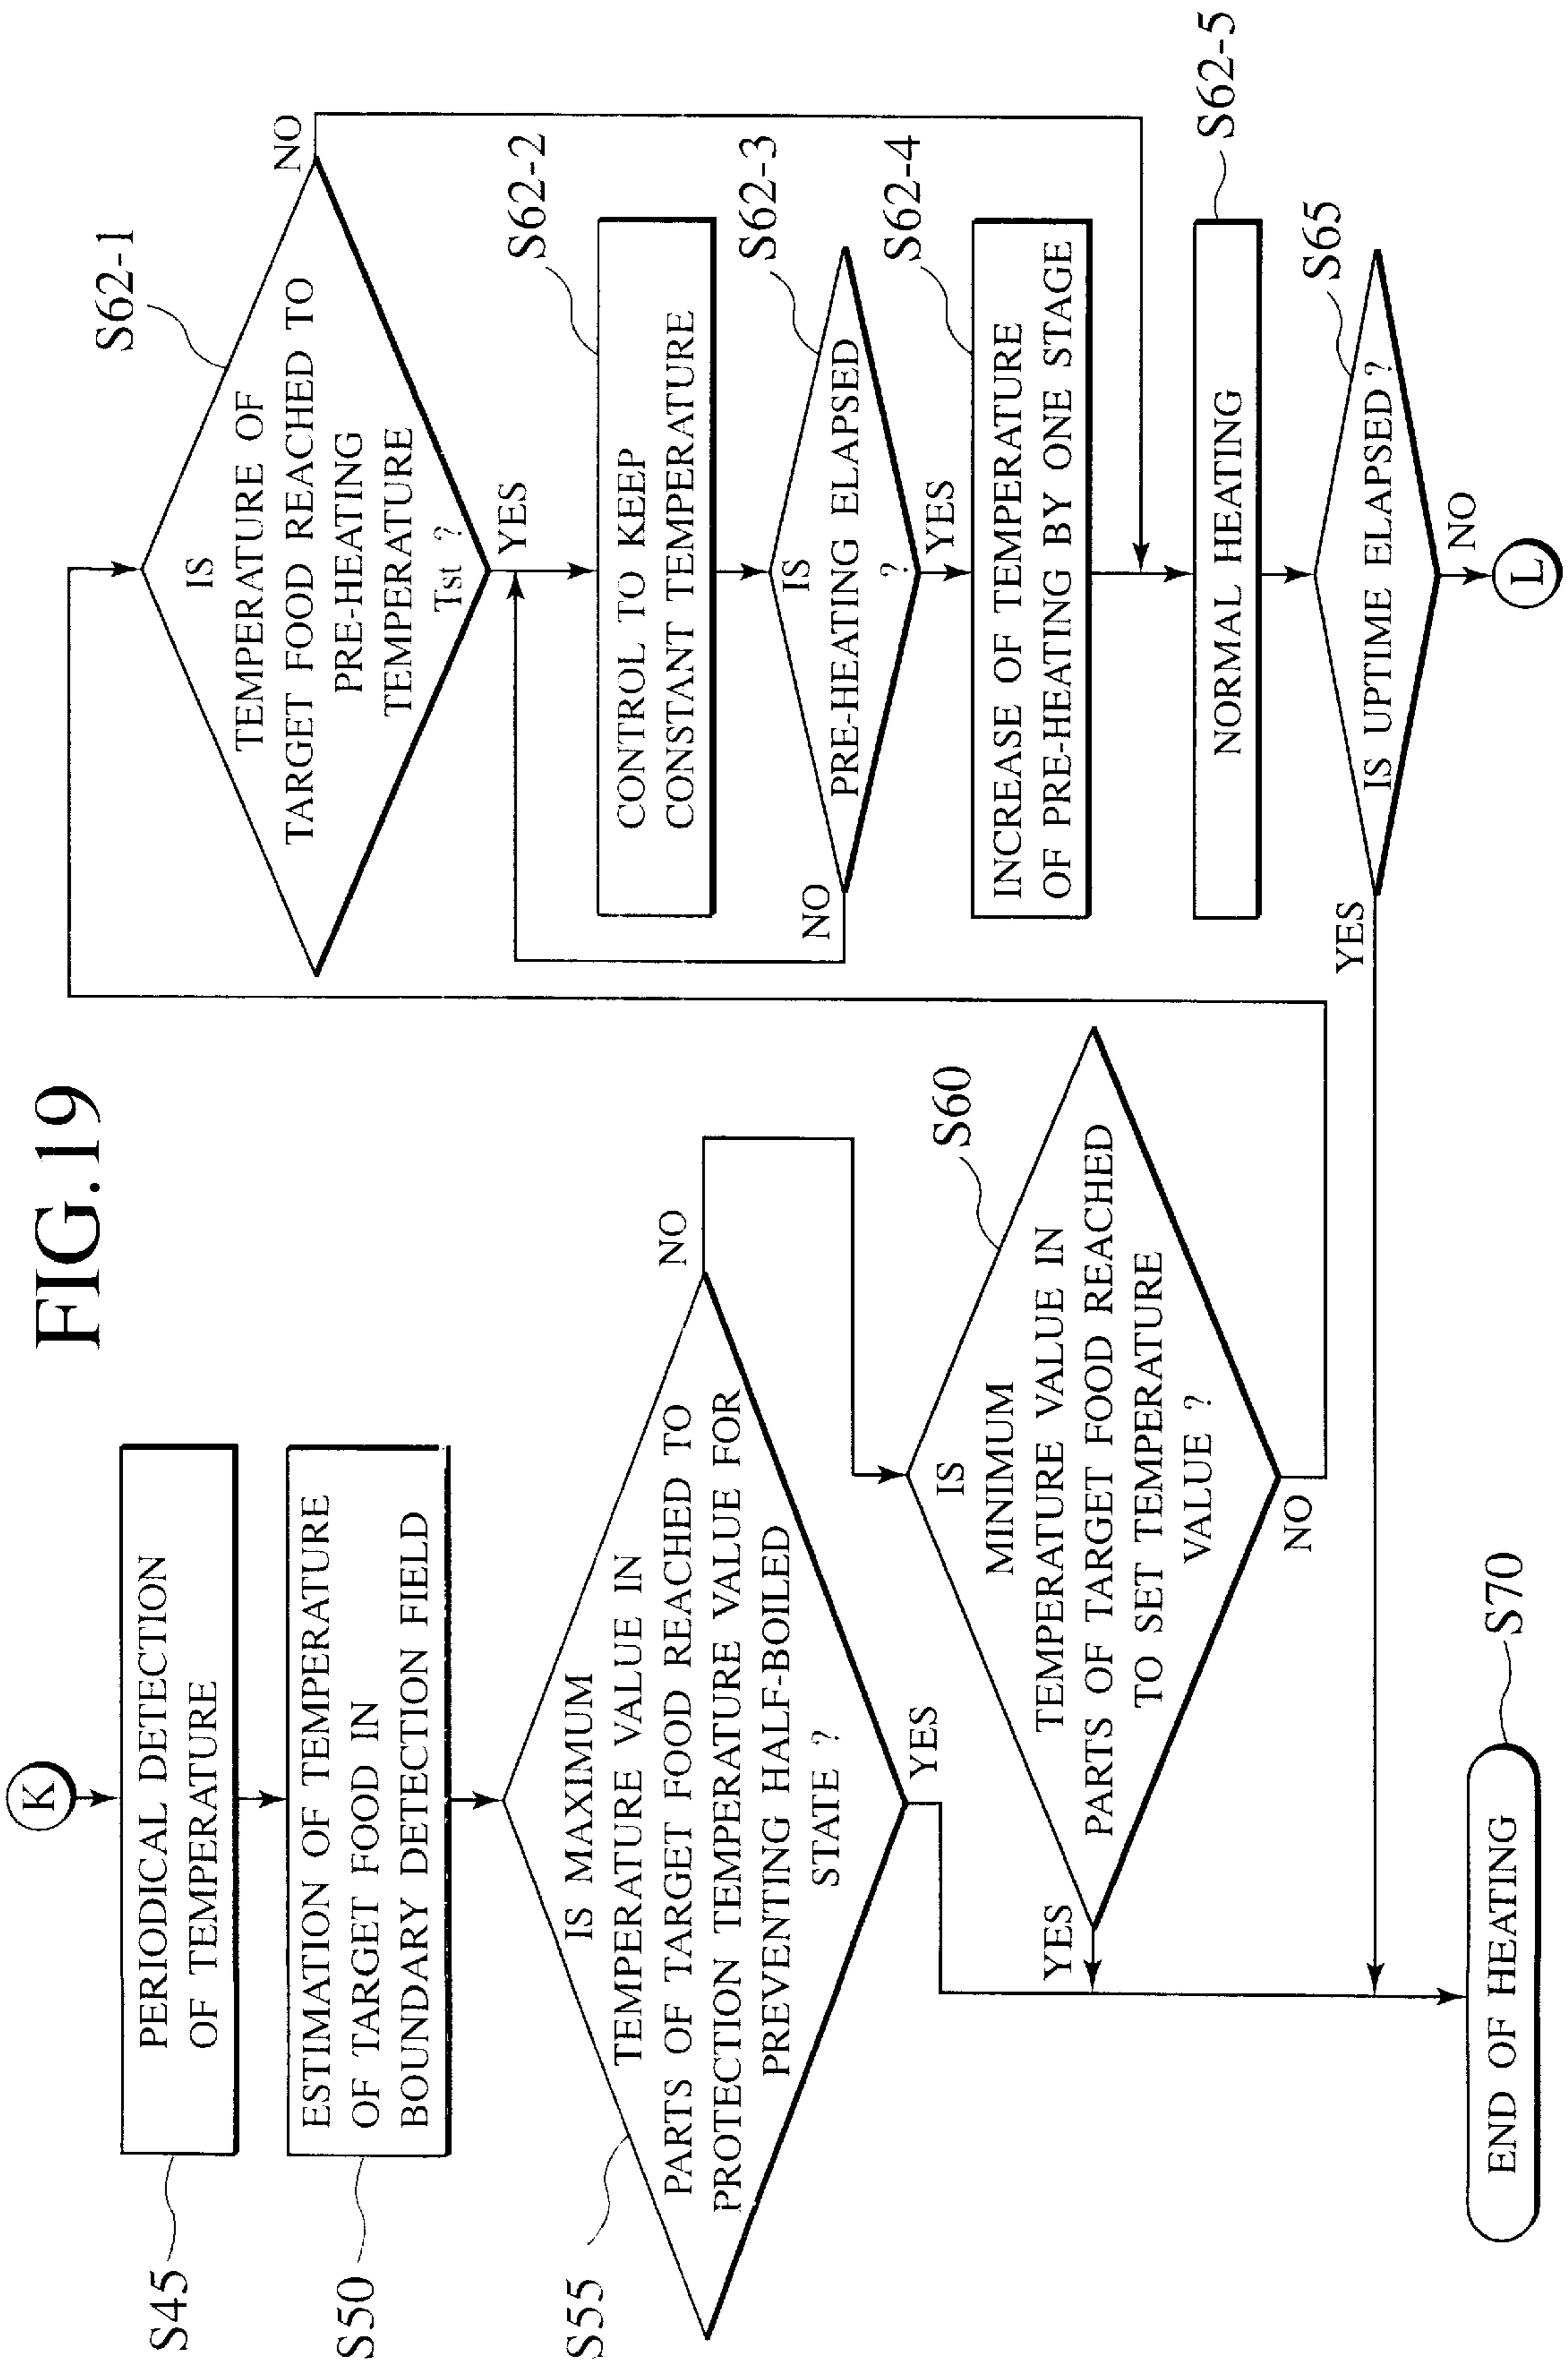 FIG.19
K
PERIODICAL DETECTION
OF TEMPERATURE
S45
ESTIMATION OF TEMPERATURE
OF TARGET FOOD IN
BOUNDARY DETECTION FIELD
S50
IS MAXIMUM
TEMPERATURE VALUE IN
PARTS OF TARGET FOOD REACHED TO
PROTECTION TEMPERATURE VALUE FOR
PREVENTING HALF-BOILED
STATE ?
S55
NO
YES
IS
MINIMUM
TEMPERATURE VALUE IN
PARTS OF TARGET FOOD REACHED
TO SET TEMPERATURE
VALUE ?
S60
YES
NO
END OF HEATING
S70
IS
TEMPERATURE OF
TARGET FOOD REACHED TO
PRE-HEATING
TEMPERATURE
Tst ?
S62-1
NO
YES
CONTROL TO KEEP
CONSTANT TEMPERATURE
S62-2
IS
PRE-HEATING ELAPSED
?
S62-3
NO
YES
INCREASE OF TEMPERATURE
OF PRE-HEATING BY ONE STAGE
S62-4
NORMAL HEATING
S62-5
IS UPTIME ELAPSED ?
S65
YES
NO
L